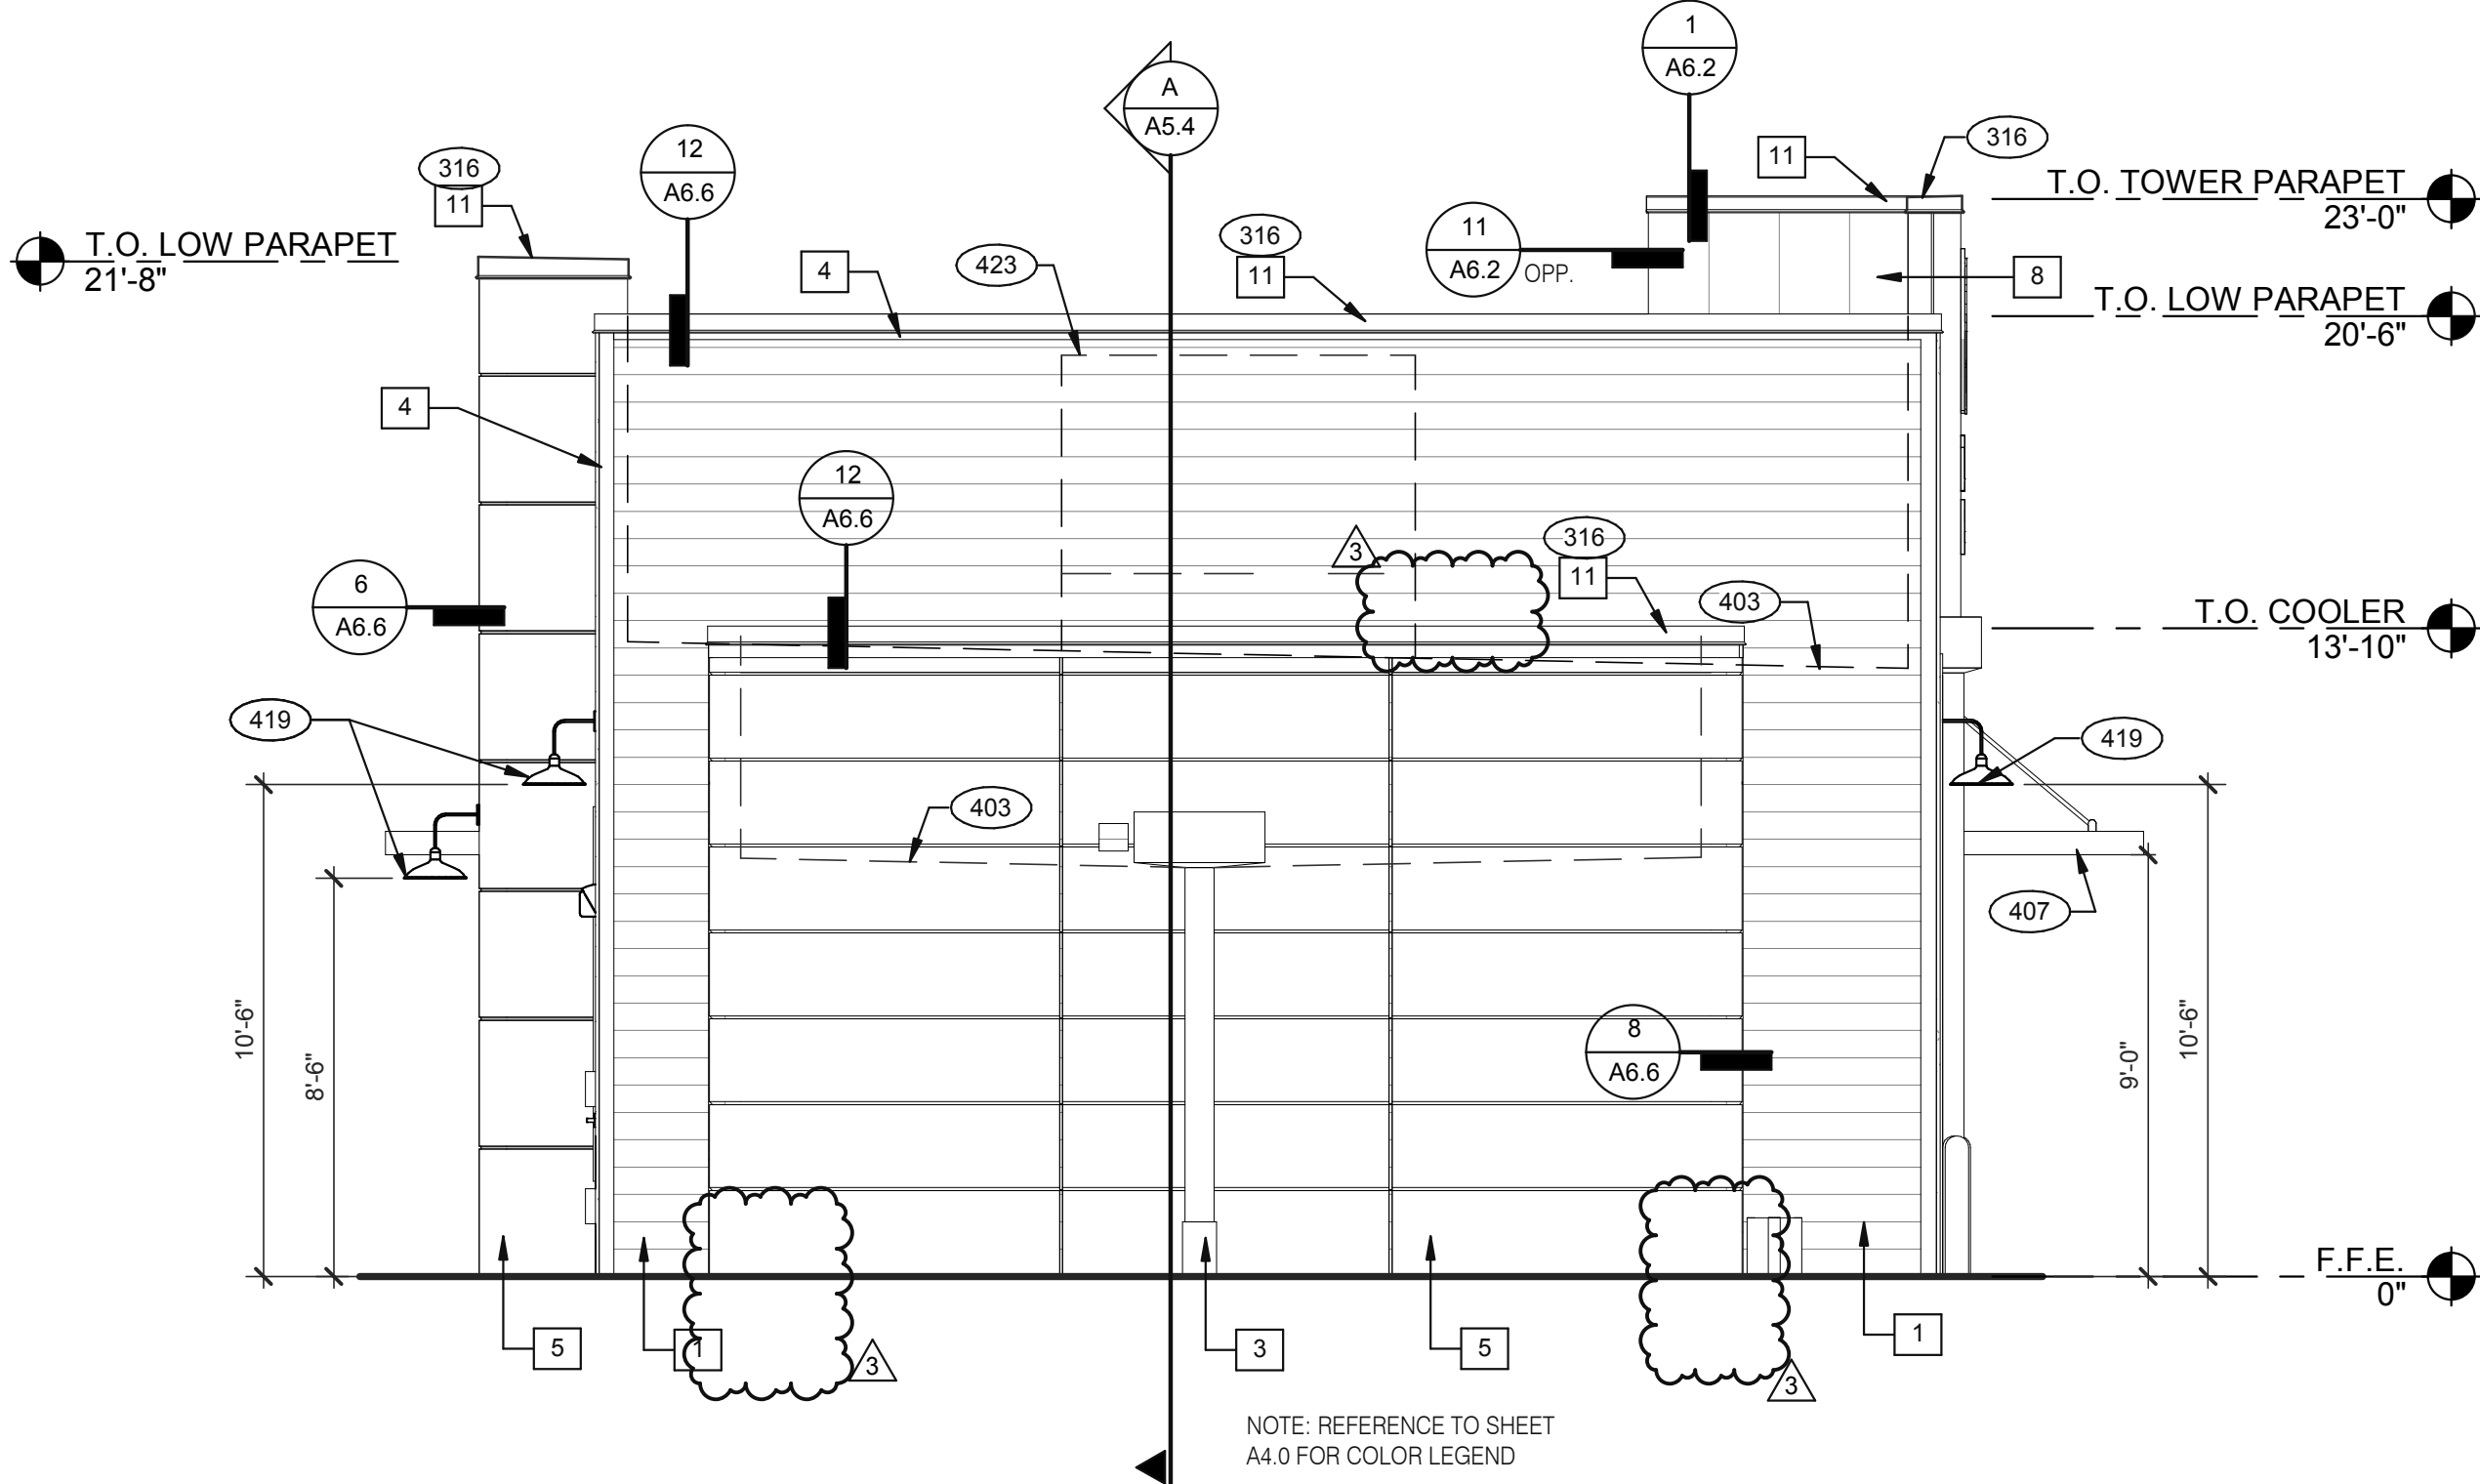 1
A6.2
A
A5.4
12
A6.6
316
11
11
316
T.O. TOWER PARAPET
23'-0"
T.O. LOW PARAPET
21'-8"
4
423
316
11
11
A6.2
OPP.
8
T.O. LOW PARAPET
20'-6"
4
12
A6.6
3
316
11
6
A6.6
403
T.O. COOLER
13'-10"
419
419
403
407
10'-6"
8'-6"
8
A6.6
9'-0"
10'-6"
F.F.E.
0"
5
1
3
3
5
1
3
NOTE: REFERENCE TO SHEET
A4.0 FOR COLOR LEGEND